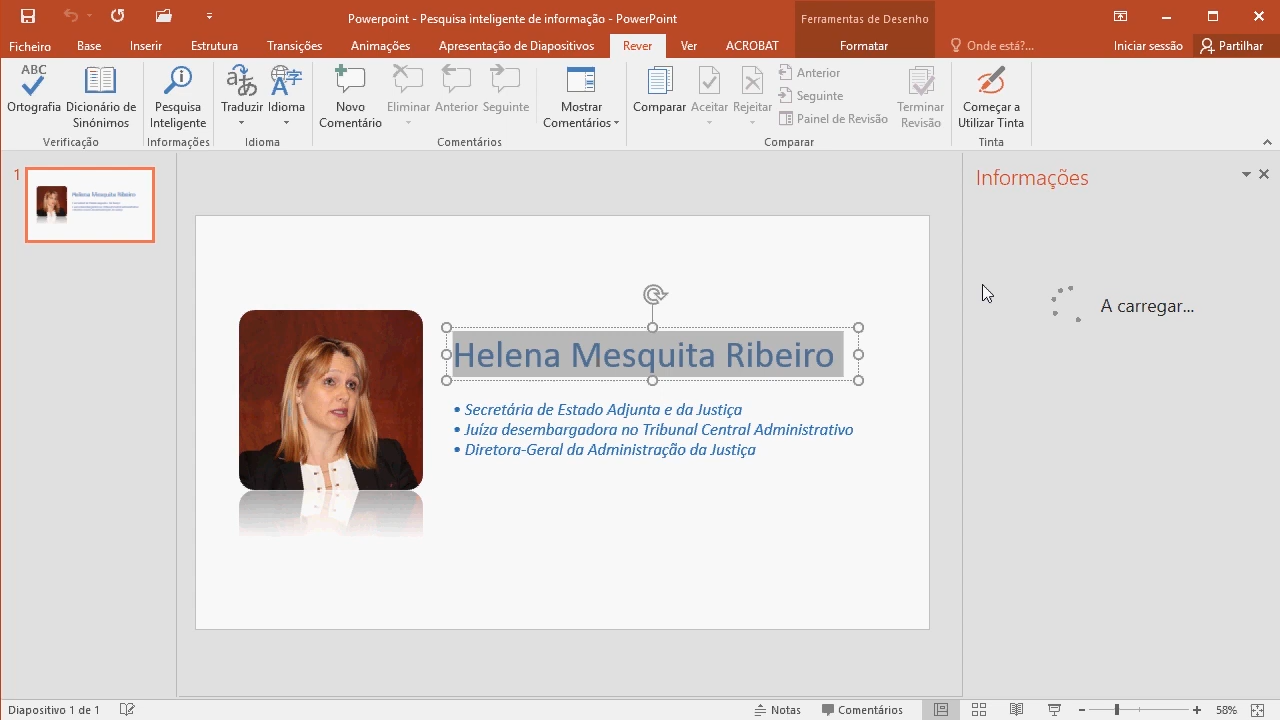 Powerpoint - Pesquisa inteligente de informação - PowerPoint
Ferramentas de Desenho
Ficheiro Base Inserir Estrutura Transições Animações Apresentação de Diapositivos Rever Ver ACROBAT Formatar Onde está?... Iniciar sessão Partilhar
ABC
Ortografia
Dicionário de
Sinónimos
Verificação
Pesquisa
Inteligente
Informações
Traduzir
Idioma
Idioma
Novo
Comentário
Eliminar
Anterior
Seguinte
Mostrar
Comentários
Comentários
Comparar
Aceitar
Rejeitar
Anterior
Seguinte
Painel de Revisão
Terminar
Revisão
Comparar
Começar a
Utilizar Tinta
Tinta
1
Helena Mesquita Ribeiro
Helena Mesquita Ribeiro
• Secretária de Estado Adjunta e da Justiça
• Juíza desembargadora no Tribunal Central Administrativo
• Diretora-Geral da Administração da Justiça
Informações
A carregar...
Diapositivo 1 de 1
Notas
Comentários
58%